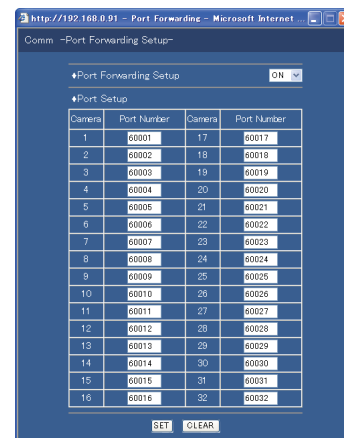 http://192.168.0.91 - Port Forwarding - Microsoft Internet ...
Comm -Port Forwarding Setup-
♦Port Forwarding Setup ON
♦Port Setup
Camera Port Number Camera Port Number
1 60001 17 60017
2 60002 18 60018
3 60003 19 60019
4 60004 20 60020
5 60005 21 60021
6 60006 22 60022
7 60007 23 60023
8 60008 24 60024
9 60009 25 60025
10 60010 26 60026
11 60011 27 60027
12 60012 28 60028
13 60013 29 60029
14 60014 30 60030
15 60015 31 60031
16 60016 32 60032
SET CLEAR